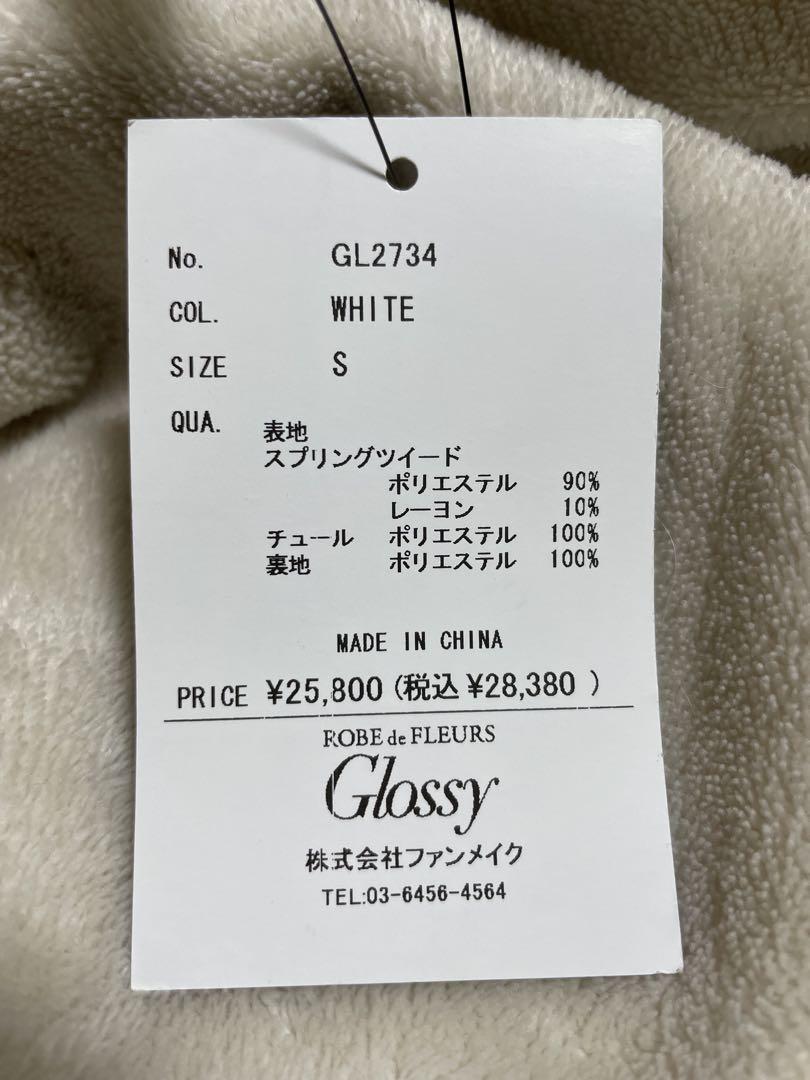 No. GL2734
COL. WHITE
SIZE S
QUA. 表地
スプリングツイード
ポリエステル 90%
レーヨン 10%
チュール ポリエステル 100%
裏地 ポリエステル 100%
MADE IN CHINA
PRICE ¥25,800 (税込 ¥28,380 )
ROBE de FLEURS
Glossy
株式会社ファンメイク
TEL:03-6456-4564